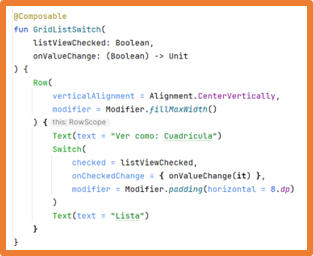 @Composable
fun GridListSwitch(
    listViewChecked: Boolean,
    onValueChange: (Boolean) -> Unit
) {
    Row(
        verticalAlignment = Alignment.CenterVertically,
        modifier = Modifier.fillMaxWidth()
    ) { this: RowScope
        Text(text = "Ver como: Cuadrícula")
        Switch(
            checked = listViewChecked,
            onCheckedChange = { onValueChange(it) },
            modifier = Modifier.padding(horizontal = 8.dp)
        )
        Text(text = "Lista")
    }
}